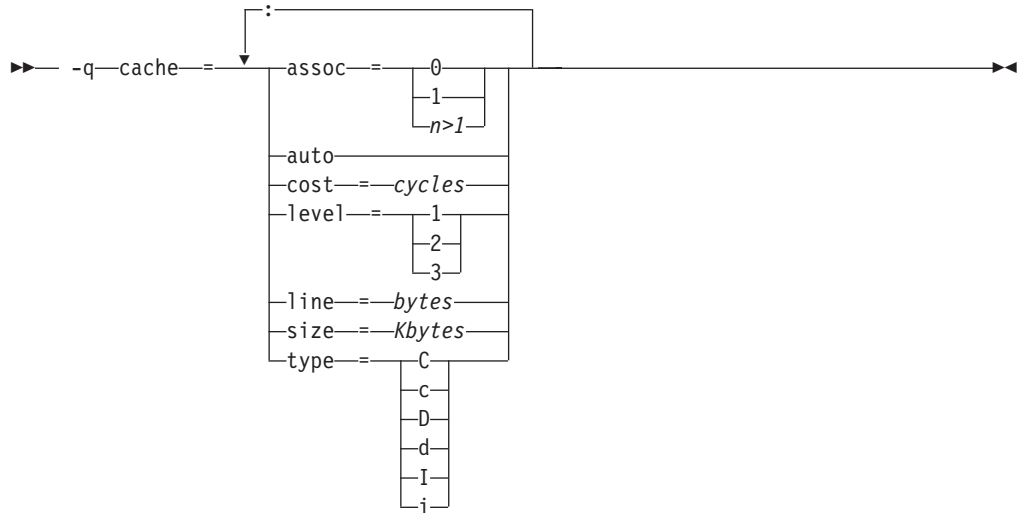 :
-q cache = assoc = 0
1
n>1
auto
cost = cycles
level = 1
2
3
line = bytes
size = Kbytes
type = C
c
D
d
I
i